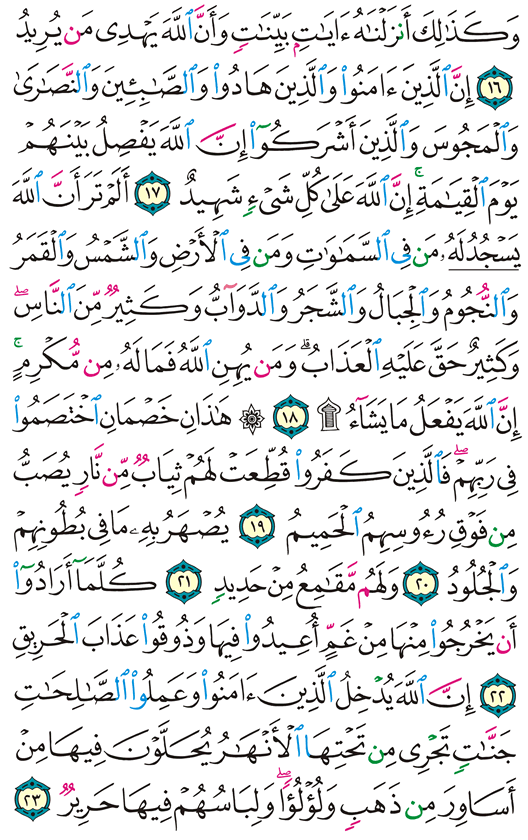 وَكَذَٰلِكَ أَنزَلْنَـٰهُ ءَايَـٰتٍۭ بَيِّنَـٰتٍ وَأَنَّ ٱللَّهَ يَهْدِى مَن يُرِيدُ
١٦ إِنَّ ٱلَّذِينَ ءَامَنُوا۟ وَٱلَّذِينَ هَادُوا۟ وَٱلصَّـٰبِـِٔينَ وَٱلنَّصَـٰرَىٰ
وَٱلْمَجُوسَ وَٱلَّذِينَ أَشْرَكُوٓا۟ إِنَّ ٱللَّهَ يَفْصِلُ بَيْنَهُمْ
يَوْمَ ٱلْقِيَـٰمَةِ ۚ إِنَّ ٱللَّهَ عَلَىٰ كُلِّ شَىْءٍ شَهِيدٌ ١٧ أَلَمْ تَرَ أَنَّ ٱللَّهَ
يَسْجُدُ لَهُۥ مَن فِى ٱلسَّمَـٰوَٰتِ وَمَن فِى ٱلْأَرْضِ وَٱلشَّمْسُ وَٱلْقَمَرُ
وَٱلنُّجُومُ وَٱلْجِبَالُ وَٱلشَّجَرُ وَٱلدَّوَآبُّ وَكَثِيرٌ مِّنَ ٱلنَّاسِ ۖ
وَكَثِيرٌ حَقَّ عَلَيْهِ ٱلْعَذَابُ ۗ وَمَن يُهِنِ ٱللَّهُ فَمَا لَهُۥ مِن مُّكْرِمٍ ۚ
إِنَّ ٱللَّهَ يَفْعَلُ مَا يَشَآءُ ۩ ١٨ ۞ هَـٰذَانِ خَصْمَانِ ٱخْتَصَمُوا۟
فِى رَبِّهِمْ ۖ فَٱلَّذِينَ كَفَرُوا۟ قُطِّعَتْ لَهُمْ ثِيَابٌ مِّن نَّارٍ يُصَبُّ
مِن فَوْقِ رُءُوسِهِمُ ٱلْحَمِيمُ ١٩ يُصْهَرُ بِهِۦ مَا فِى بُطُونِهِمْ
وَٱلْجُلُودُ ٢٠ وَلَهُم مَّقَـٰمِعُ مِنْ حَدِيدٍ ٢١ كُلَّمَآ أَرَادُوٓا۟
أَن يَخْرُجُوا۟ مِنْهَا مِنْ غَمٍّ أُعِيدُوا۟ فِيهَا وَذُوقُوا۟ عَذَابَ ٱلْحَرِيقِ
٢٢ إِنَّ ٱللَّهَ يُدْخِلُ ٱلَّذِينَ ءَامَنُوا۟ وَعَمِلُوا۟ ٱلصَّـٰلِحَـٰتِ
جَنَّـٰتٍ تَجْرِى مِن تَحْتِهَا ٱلْأَنْهَـٰرُ يُحَلَّوْنَ فِيهَا مِنْ
أَسَاوِرَ مِن ذَهَبٍ وَلُؤْلُؤًا ۖ وَلِبَاسُهُمْ فِيهَا حَرِيرٌ ٢٣